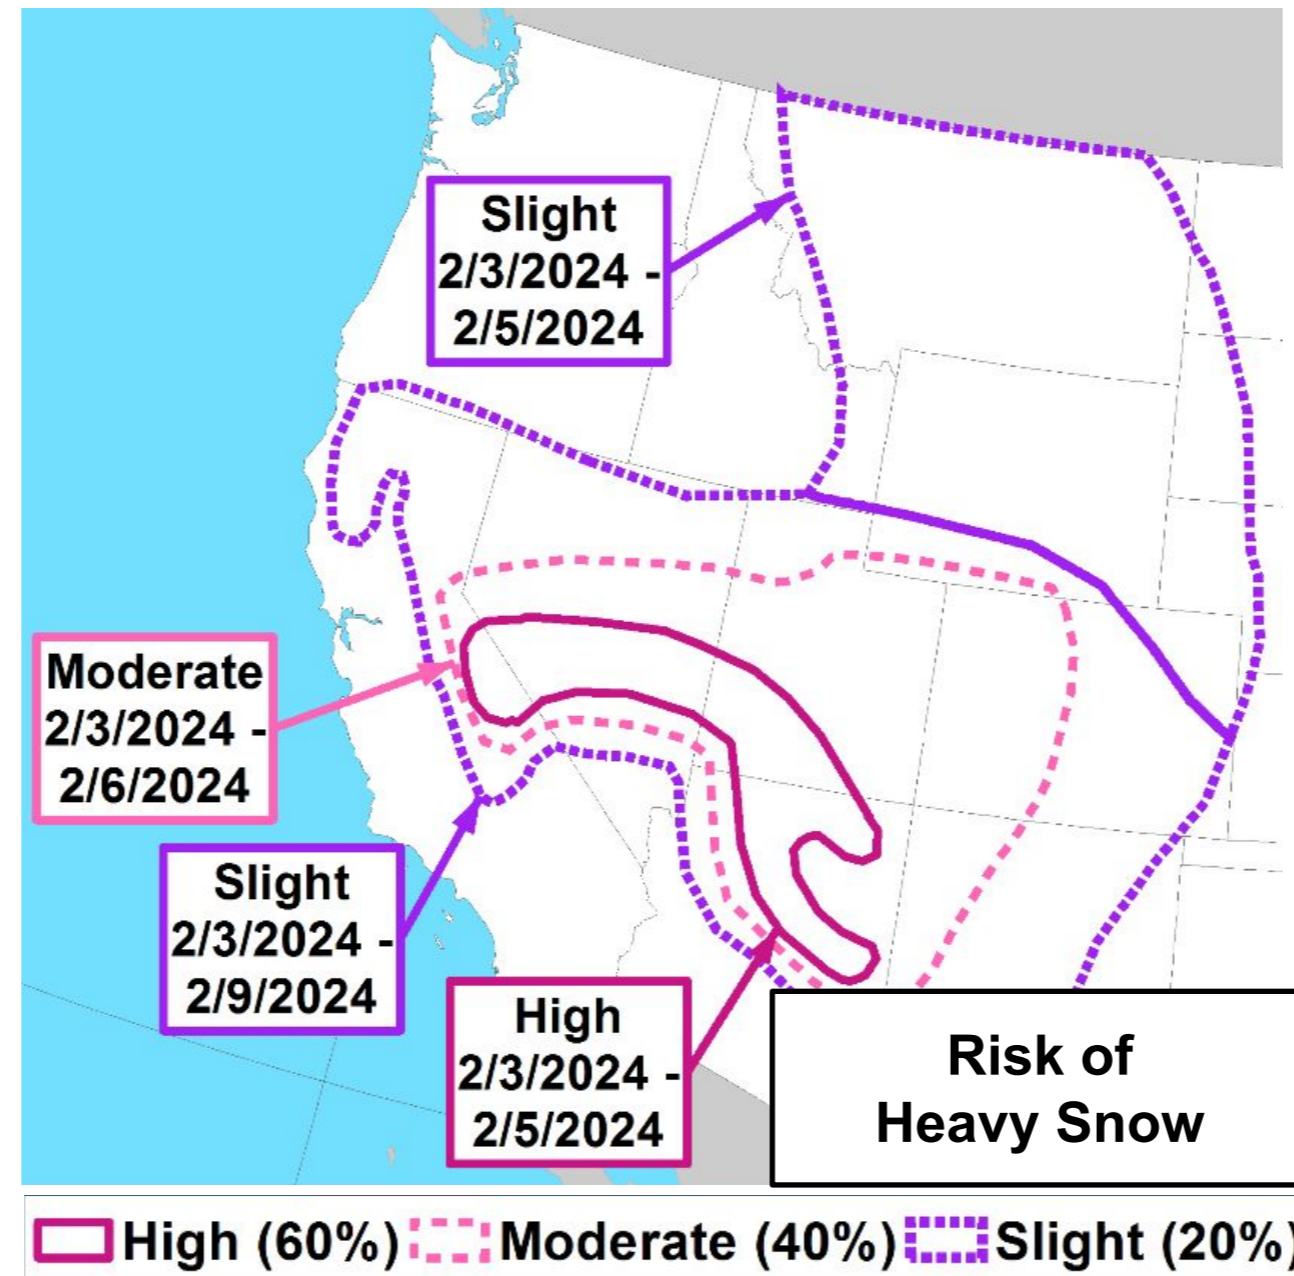 Slight
2/3/2024 -
2/5/2024
Moderate
2/3/2024 -
2/6/2024
Slight
2/3/2024 -
2/9/2024
High
2/3/2024 -
2/5/2024
Risk of
Heavy Snow
High (60%) Moderate (40%) Slight (20%)